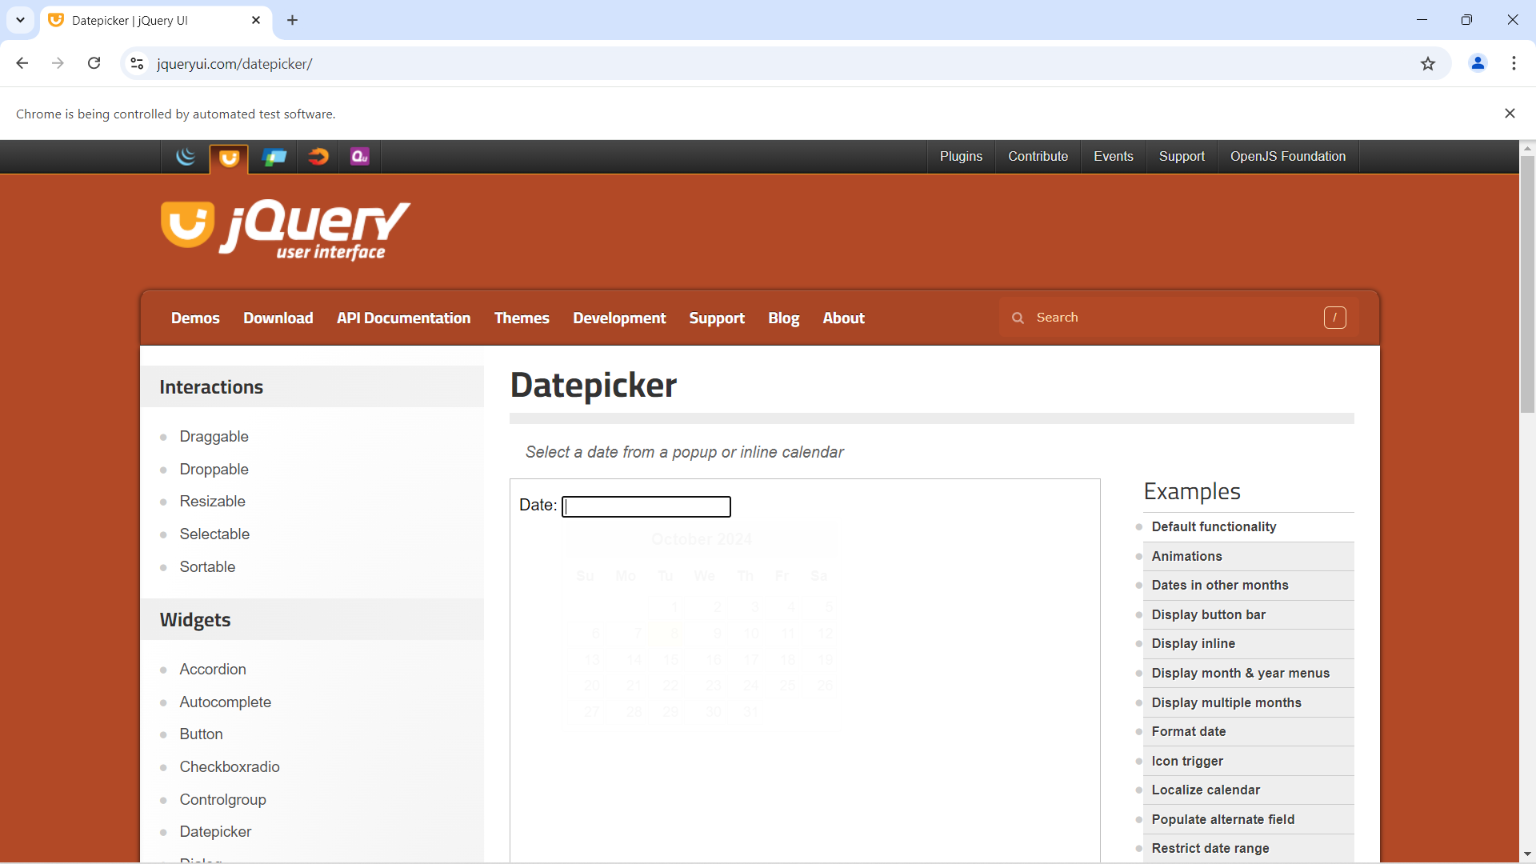 Datepicker | jQuery UI
jqueryui.com/datepicker/
Chrome is being controlled by automated test software.
Qu
Plugins Contribute Events Support OpenJS Foundation
jQuery
user interface
Demos Download API Documentation Themes Development Support Blog About Search /
Interactions
Draggable
Droppable
Resizable
Selectable
Sortable
Widgets
Accordion
Autocomplete
Button
Checkboxradio
Controlgroup
Datepicker
Datepicker
Select a date from a popup or inline calendar
Date:
October 2024
Su Mo Tu We Th Fr Sa
1 2 3 4 5
6 7 8 9 10 11 12
13 14 15 16 17 18 19
20 21 22 23 24 25 26
27 28 29 30 31
Examples
Default functionality
Animations
Dates in other months
Display button bar
Display inline
Display month & year menus
Display multiple months
Format date
Icon trigger
Localize calendar
Populate alternate field
Restrict date range